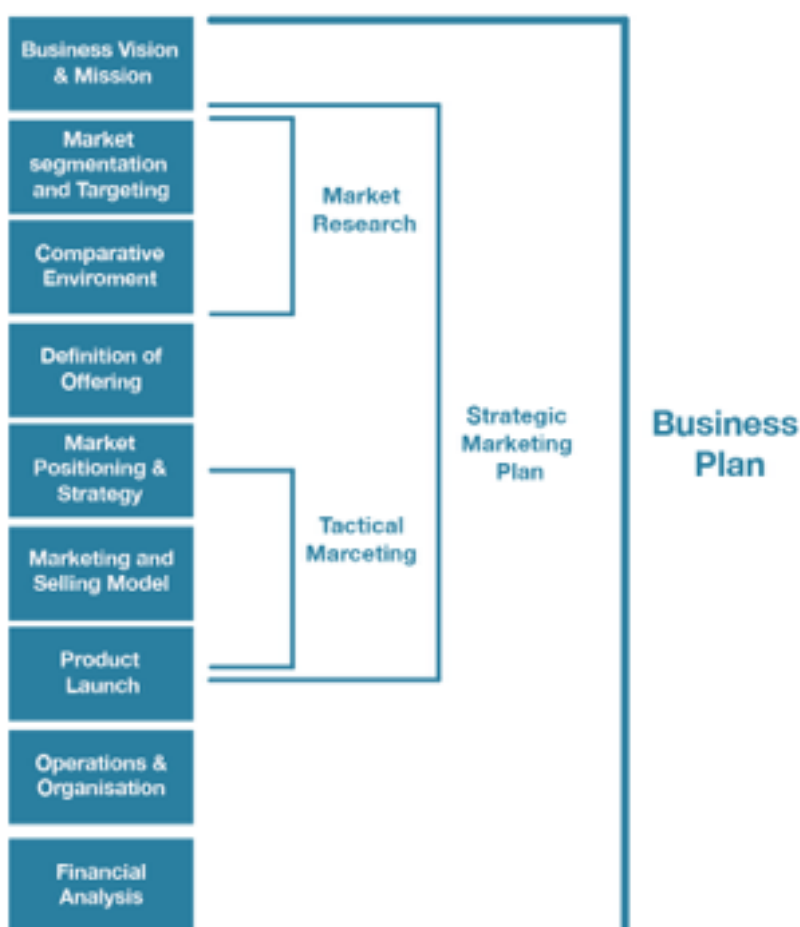 Business Vision
& Mission
Market
segmentation
and Targeting
Comparative
Enviroment
Definition of
Offering
Market
Positioning &
Strategy
Marketing and
Selling Model
Product
Launch
Operations &
Organisation
Financial
Analysis
Market
Research
Tactical
Marceting
Strategic
Marketing
Plan
Business
Plan